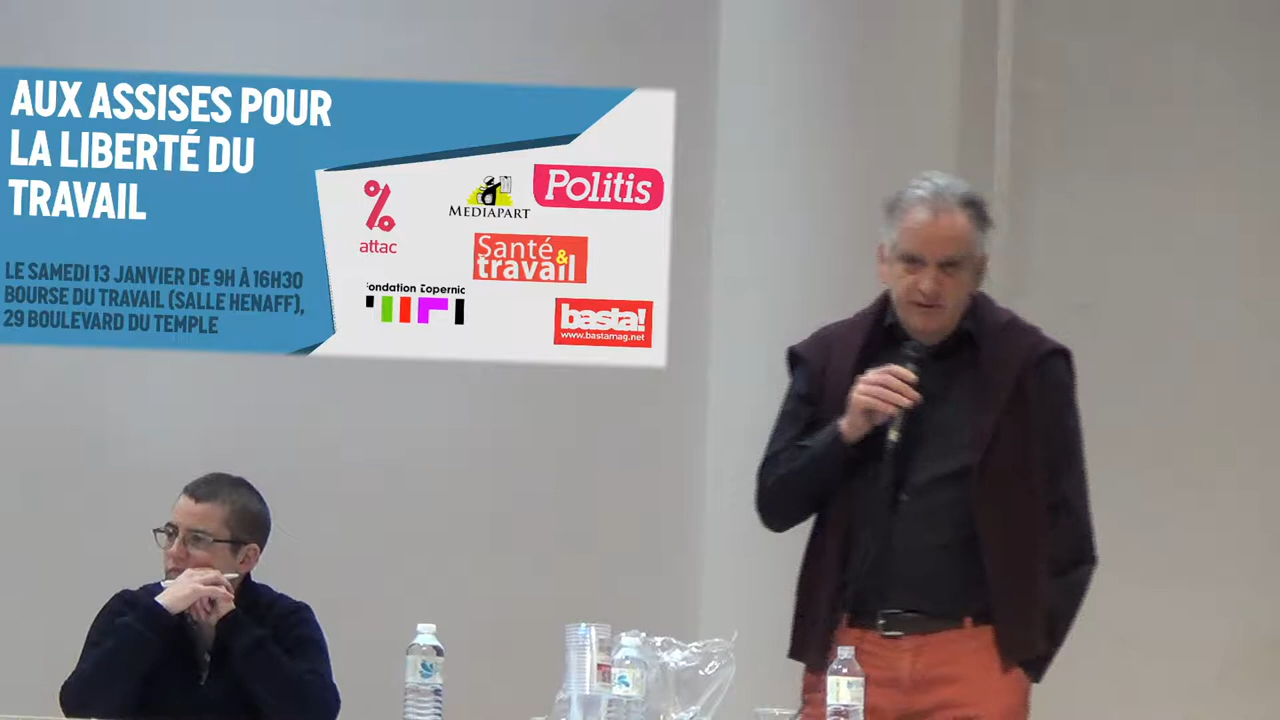 AUX ASSISES POUR
LA LIBERTÉ DU
TRAVAIL
LE SAMEDI 13 JANVIER DE 9H À 16H30
BOURSE DU TRAVAIL (SALLE HENAFF),
29 BOULEVARD DU TEMPLE
attac
MEDIAPART
Politis
Santé
&
travail
ondation Copernic
basta!
www.bastamag.net